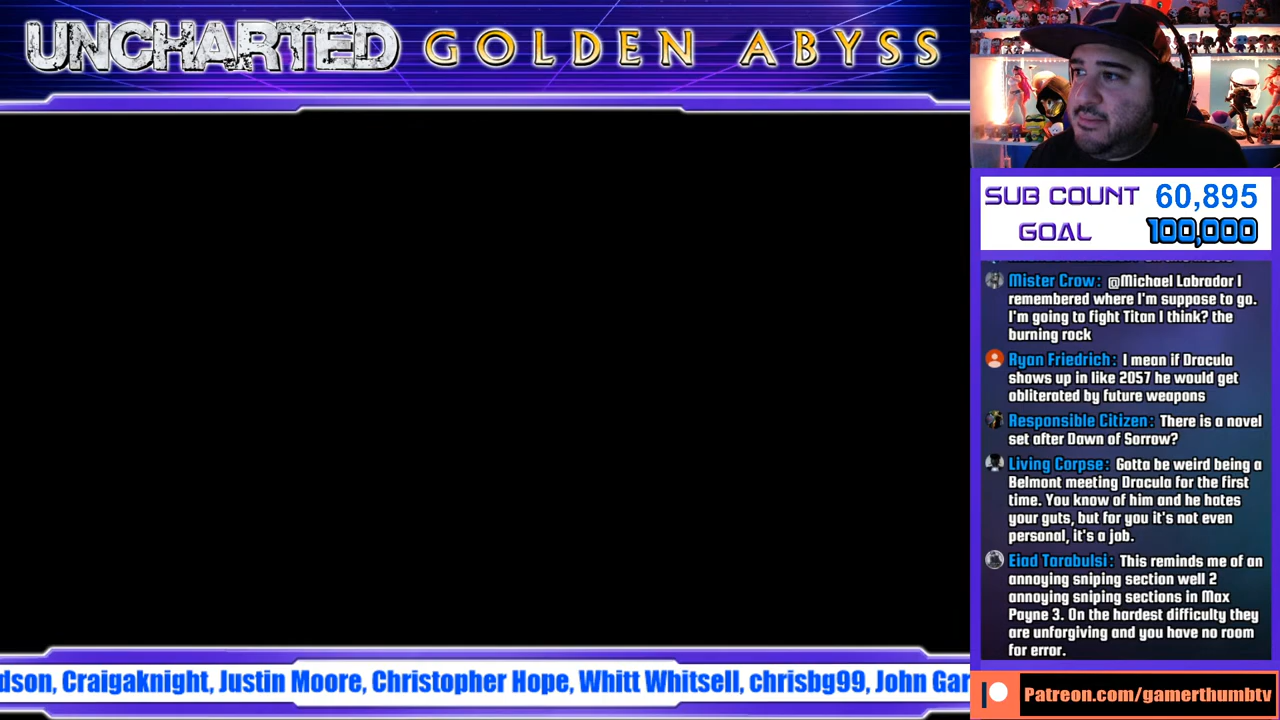 UNCHARTED GOLDEN ABYSS
SUB COUNT 60,895
GOAL 100,000
Mister Crow: @Michael Labrador I
remembered where I'm suppose to go.
I'm going to fight Titan I think? the
burning rock
Ryan Friedrich: I mean if Dracula
shows up in like 2057 he would get
obliterated by future weapons
Responsible Citizen: There is a novel
set after Dawn of Sorrow?
Living Corpse: Gotta be weird being a
Belmont meeting Dracula for the first
time. You know of him and he hates
your guts, but for you it's not even
personal, it's a job.
Eiad Tarabulsi: This reminds me of an
annoying sniping section well 2
annoying sniping sections in Max
Payne 3. On the hardest difficulty they
are unforgiving and you have no room
for error.
dson, Craigaknight, Justin Moore, Christopher Hope, Whitt Whitsell, chrisbg99, John Gar
Patreon.com/gamerthumbtv